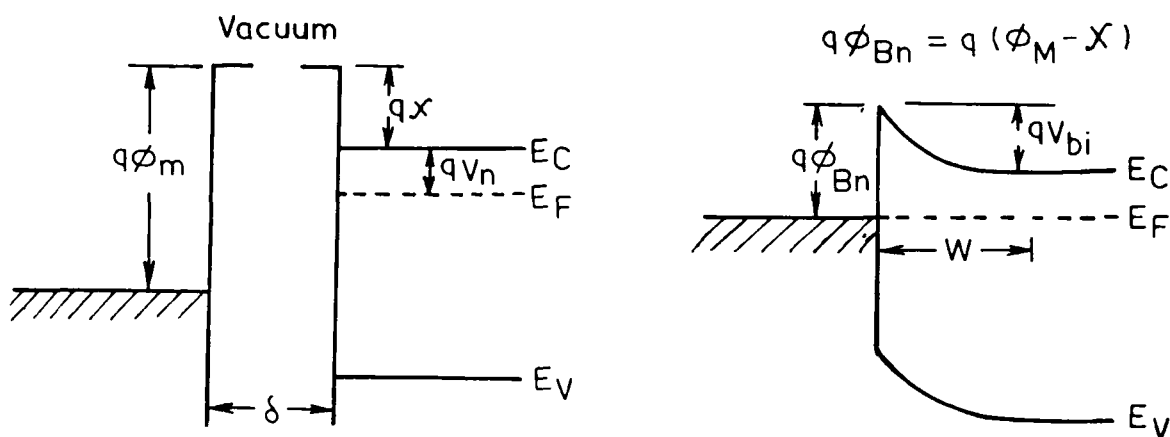 Vacuum
qχ
qϕm
qVn
EC
EF
EV
δ
qϕBn = q (ϕM - χ)
qVbi
qϕBn
EC
EF
W
EV